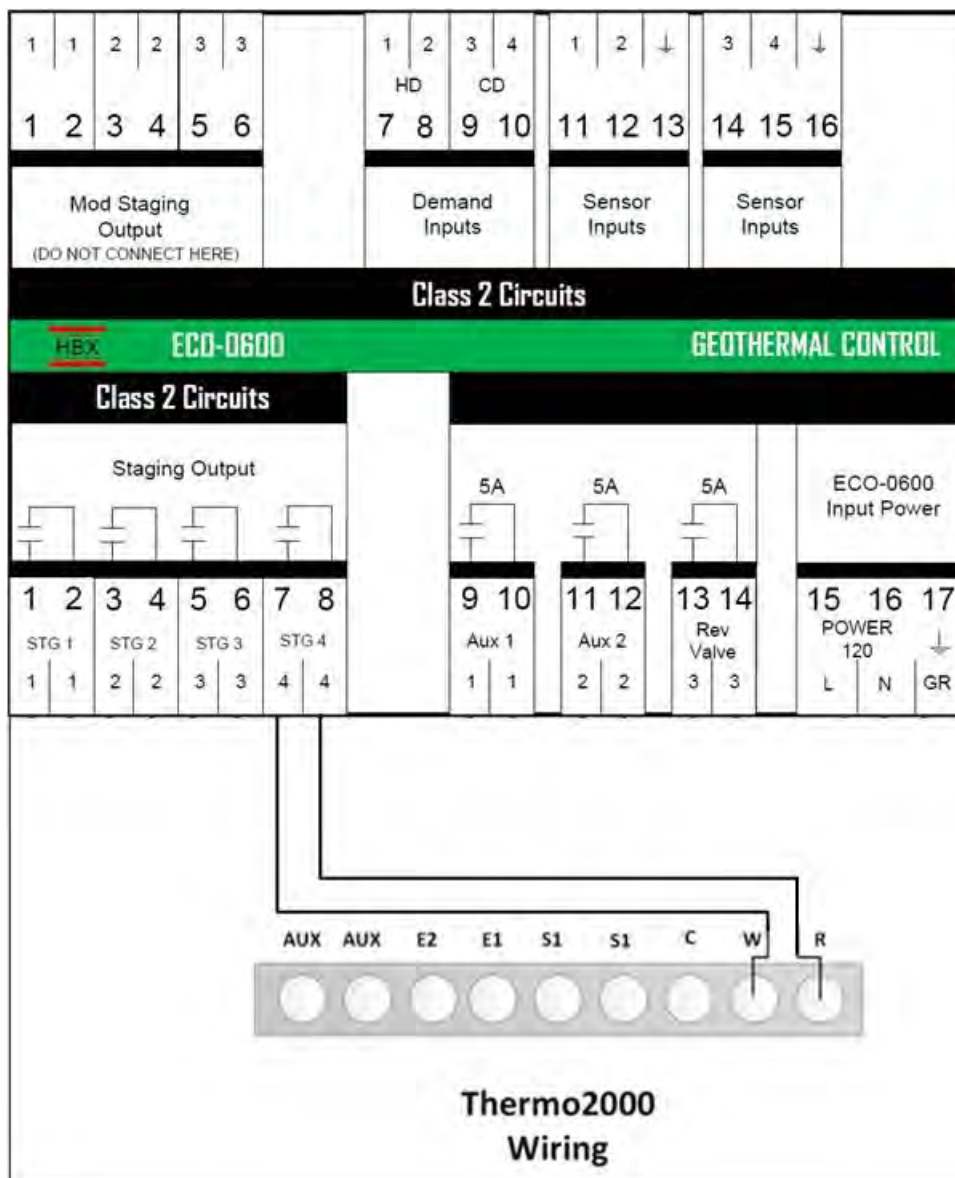 1 1 2 2 3 3 1 2 3 4 1 2 3 4
HD CD
1 2 3 4 5 6 7 8 9 10 11 12 13 14 15 16
Mod Staging Demand Sensor Sensor
Output Inputs Inputs Inputs
(DO NOT CONNECT HERE)
Class 2 Circuits
HBX ECO-0600 GEOTHERMAL CONTROL
Class 2 Circuits
Staging Output
5A 5A 5A
ECO-0600
Input Power
1 2 3 4 5 6 7 8 9 10 11 12 13 14 15 16 17
STG 1 STG 2 STG 3 STG 4 Aux 1 Aux 2
Rev
Valve
POWER
120
1 1 2 2 3 3 4 4 1 1 2 2 3 3 L N GR
AUX AUX E2 E1 S1 S1 C W R
Thermo2000
Wiring